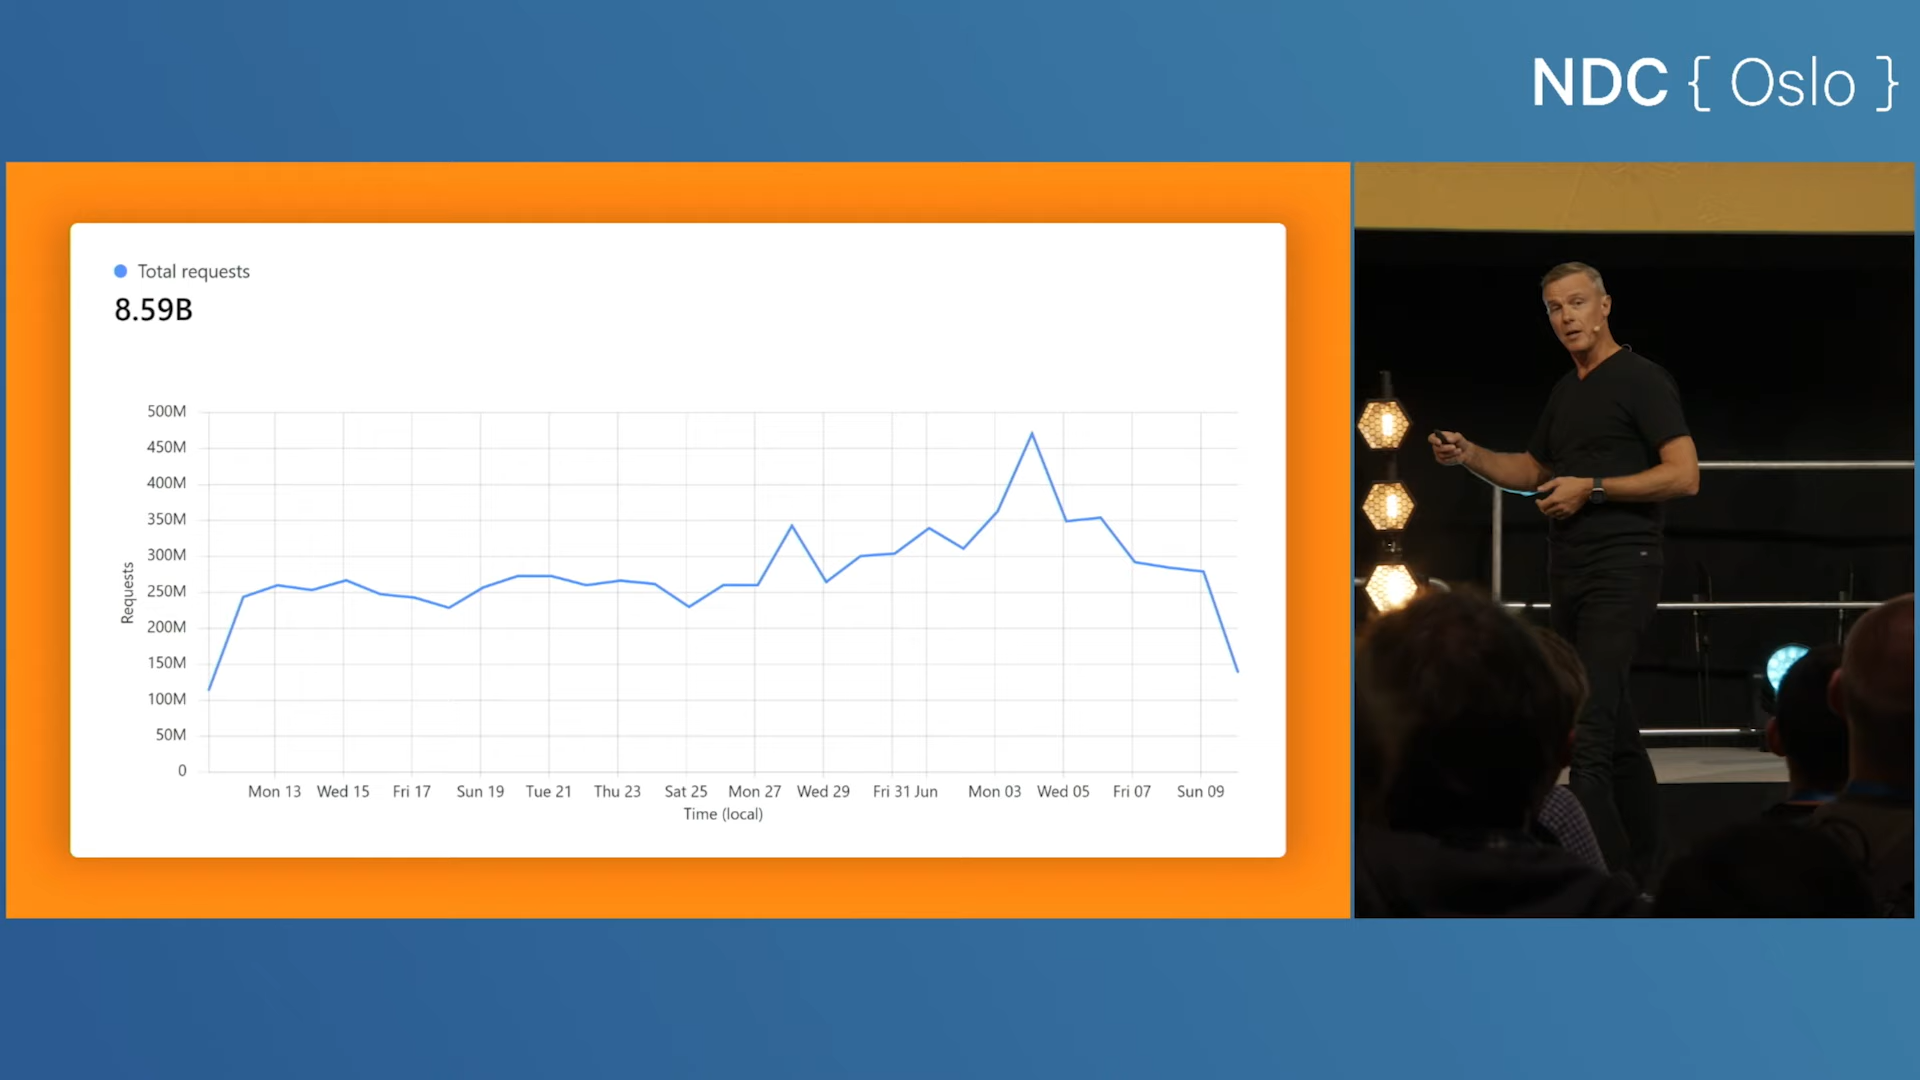 NDC { Oslo }
Total requests
8.59B
500M
450M
400M
350M
300M
250M
200M
150M
100M
50M
0
Requests
Mon 13 Wed 15 Fri 17 Sun 19 Tue 21 Thu 23 Sat 25 Mon 27 Wed 29 Fri 31 Jun Mon 03 Wed 05 Fri 07 Sun 09
Time (local)